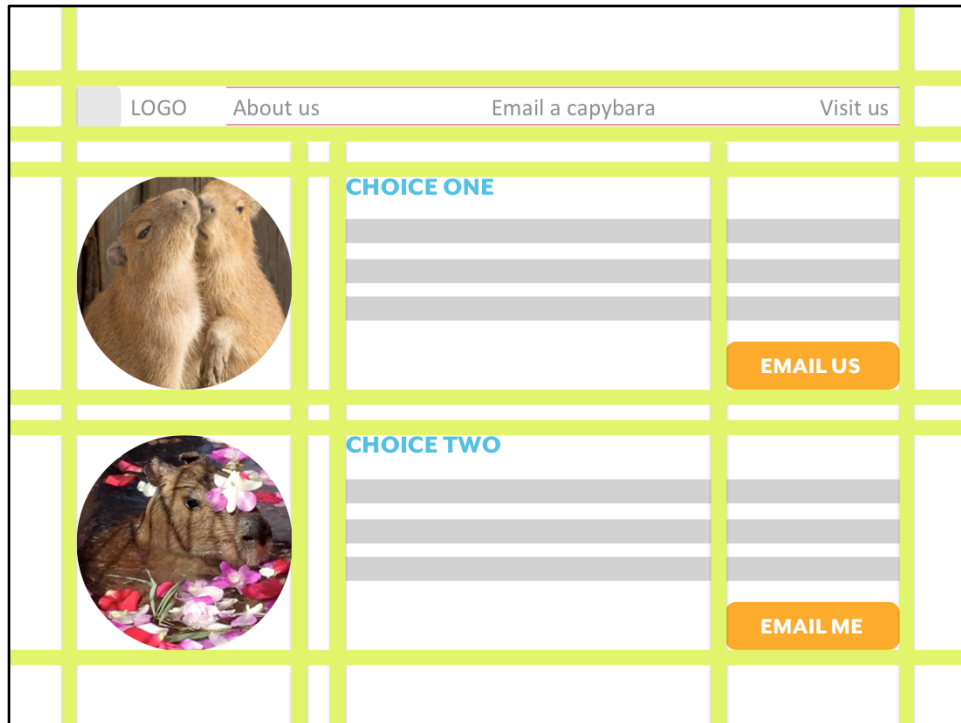 LOGO About us Email a capybara Visit us
CHOICE ONE
EMAIL US
CHOICE TWO
EMAIL ME